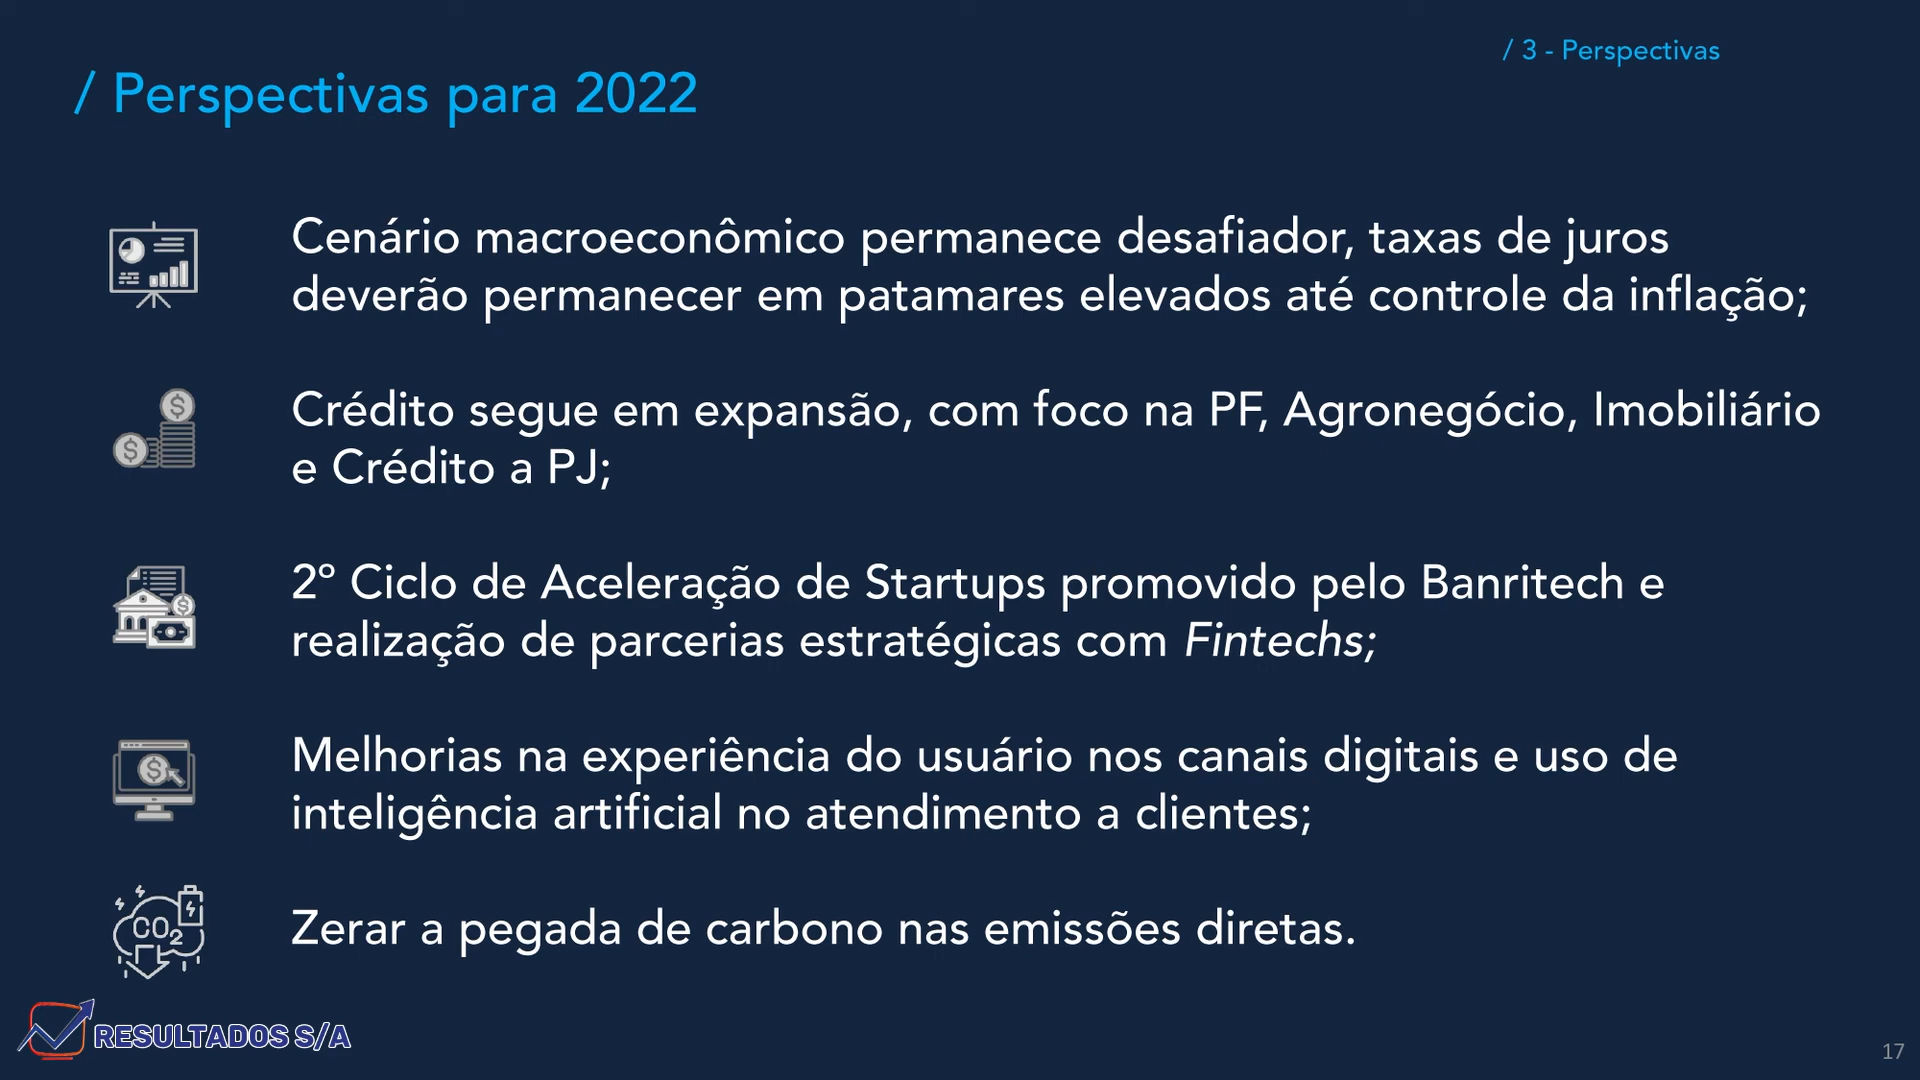 / 3 - Perspectivas
/ Perspectivas para 2022
Cenário macroeconômico permanece desafiador, taxas de juros
deverão permanecer em patamares elevados até controle da inflação;
$
$
Crédito segue em expansão, com foco na PF, Agronegócio, Imobiliário
e Crédito a PJ;
$
2º Ciclo de Aceleração de Startups promovido pelo Banritech e
realização de parcerias estratégicas com Fintechs;
$
Melhorias na experiência do usuário nos canais digitais e uso de
inteligência artificial no atendimento a clientes;
CO2
Zerar a pegada de carbono nas emissões diretas.
RESULTADOS S/A
17